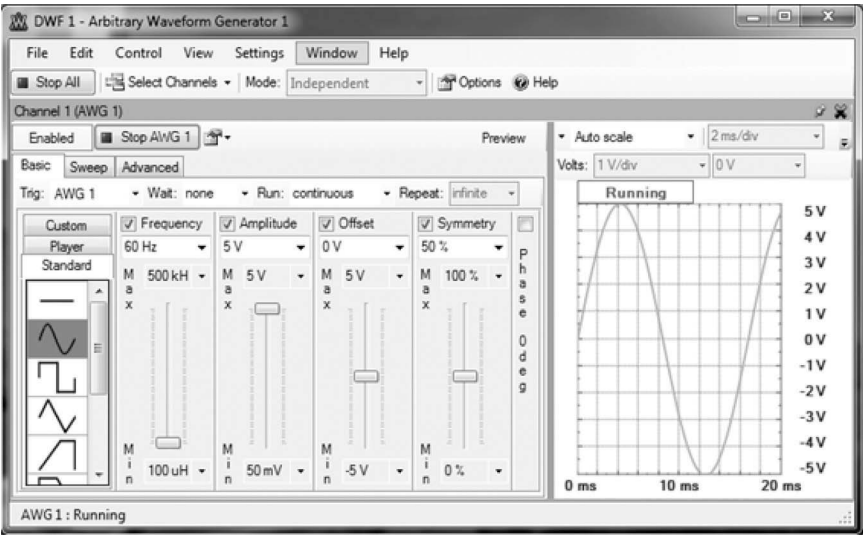 DWF 1 - Arbitrary Waveform Generator 1
File Edit Control View Settings Window Help
Stop All Select Channels Mode: Independent Options Help
Channel 1 (AWG 1)
Enabled Stop AWG 1 Preview
Auto scale 2 ms/div
Basic Sweep Advanced
Volts: 1 V/div 0 V
Trig: AWG 1 Wait: none Run: continuous Repeat: infinite
Running
Custom
Player
Standard
Frequency
60 Hz
Max 500 kH
Min 100 uH
Amplitude
5 V
Max 5 V
Min 50 mV
Offset
0 V
Max 5 V
Min -5 V
Symmetry
50 %
Max 100 %
Min 0 %
Phase 0deg
5 V
4 V
3 V
2 V
1 V
0 V
-1 V
-2 V
-3 V
-4 V
-5 V
0 ms 10 ms 20 ms
AWG 1 : Running